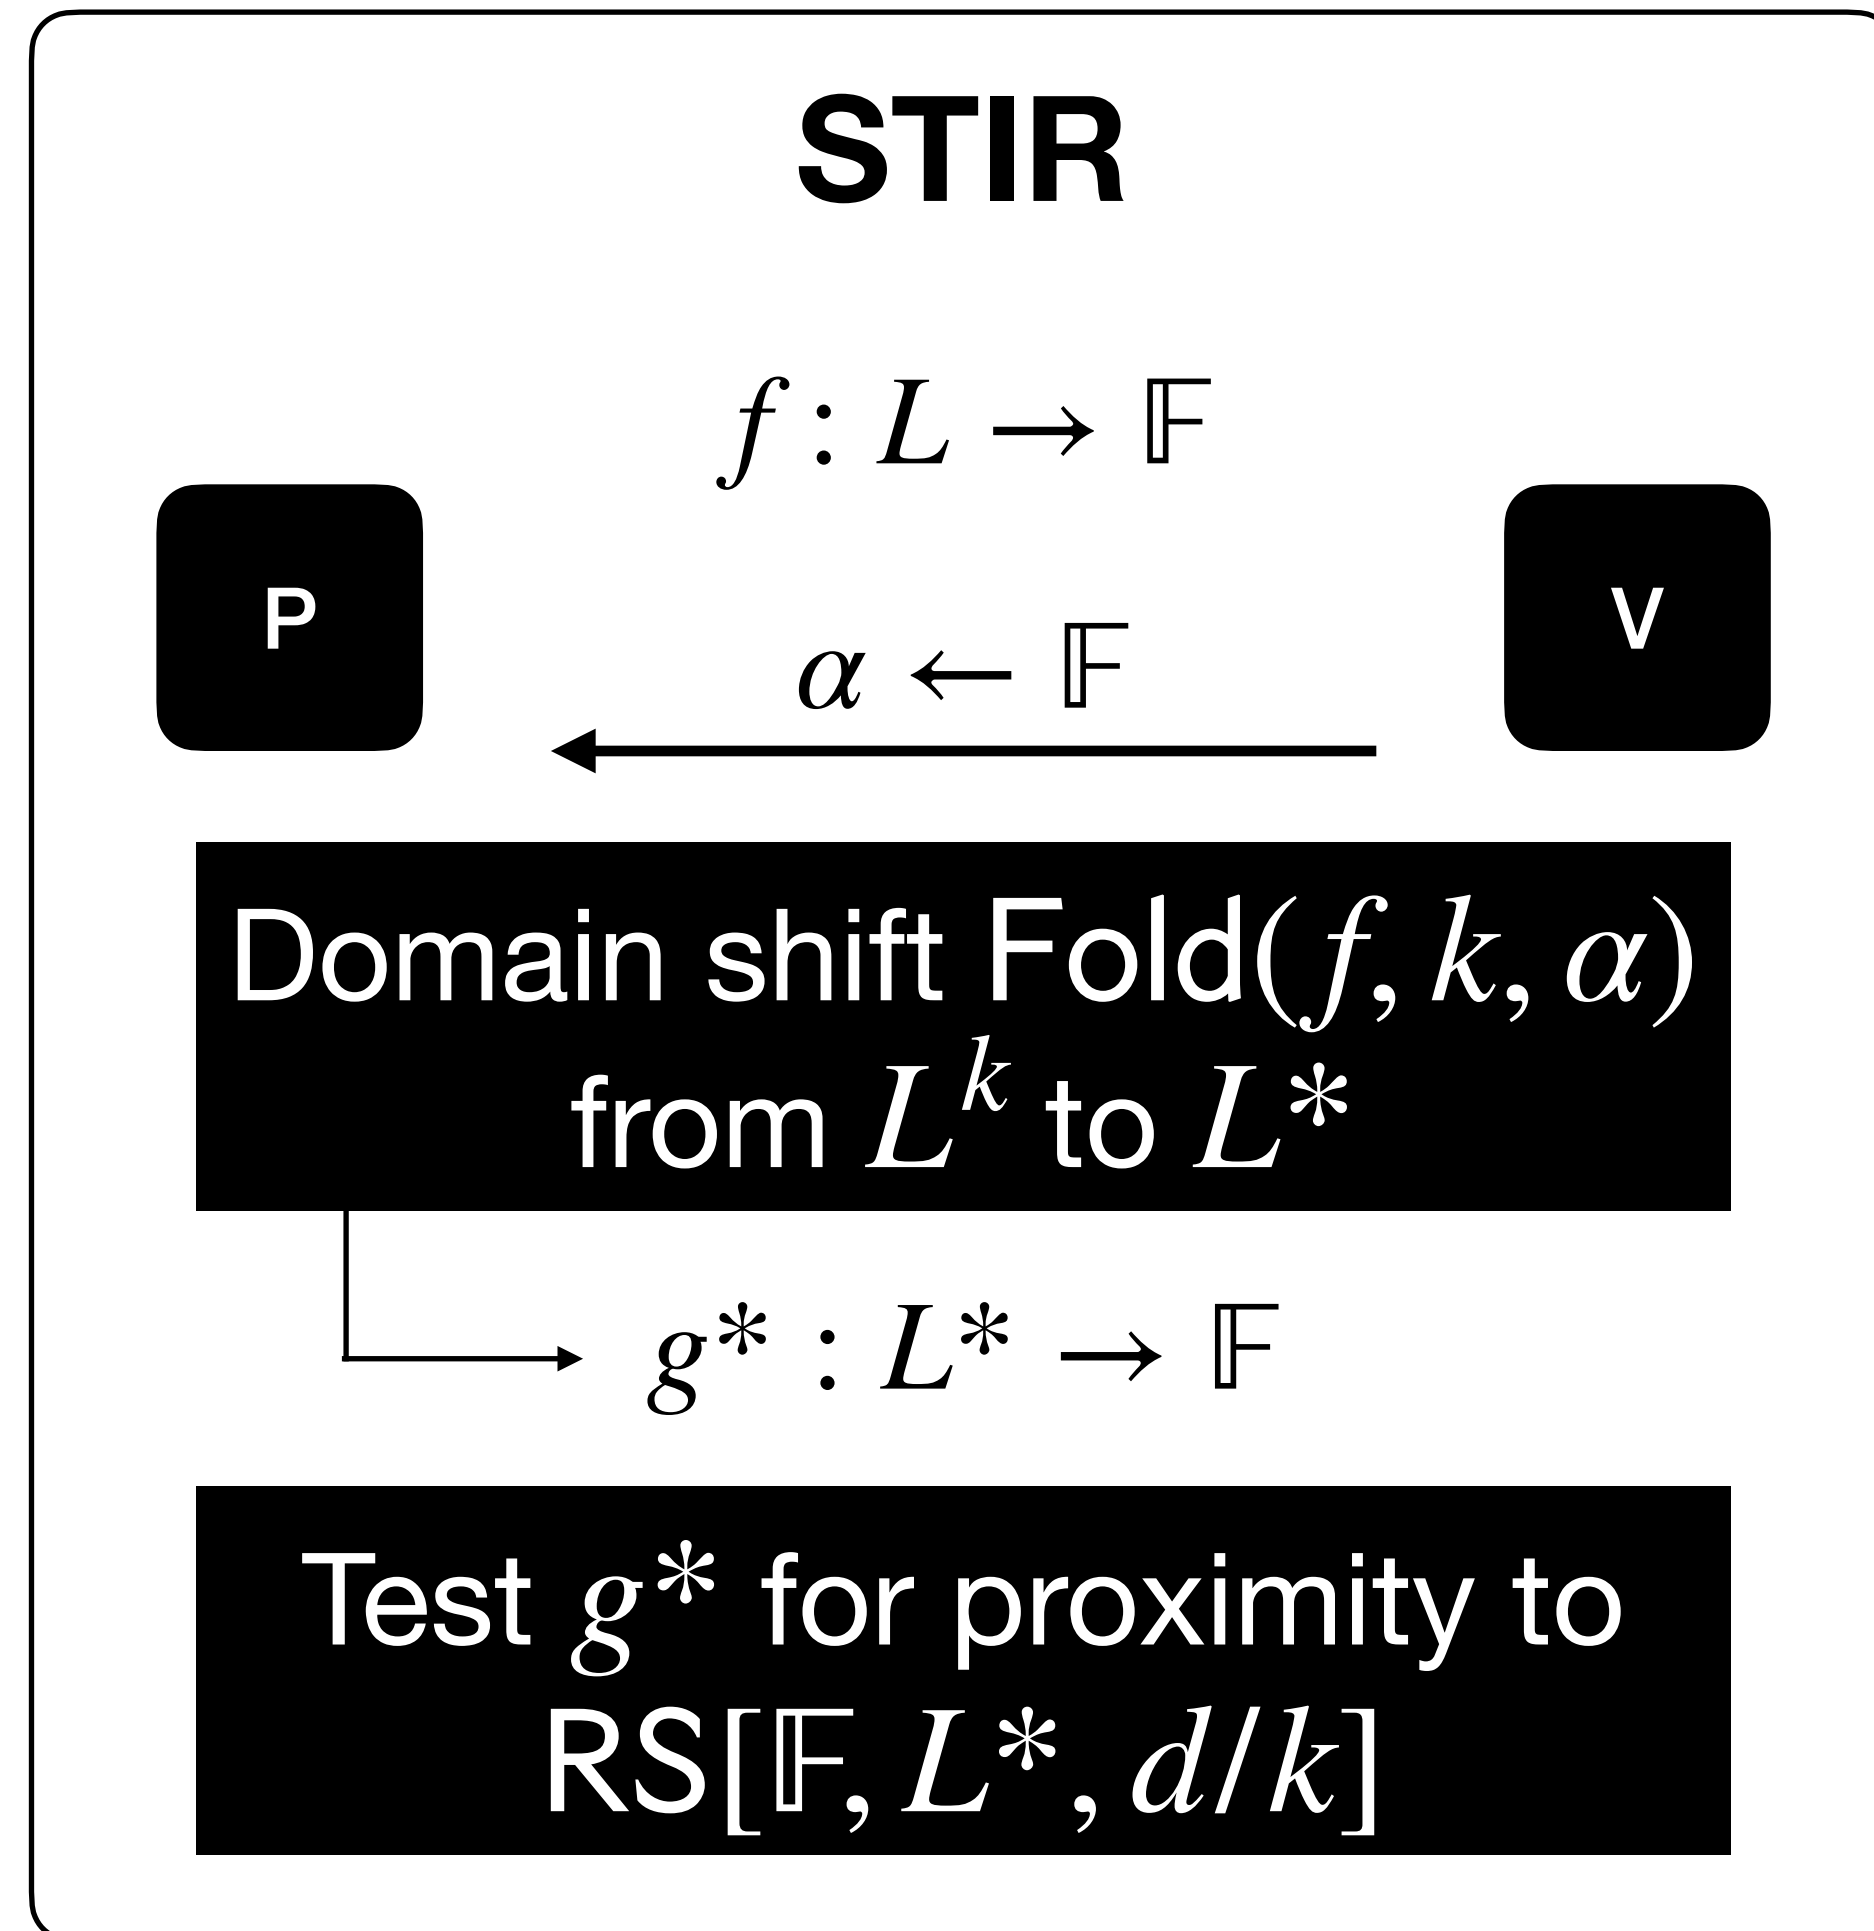 STIR
f : L → 𝔽
P
V
α ← 𝔽
Domain shift Fold(f, k, α)
from L^k to L*
g* : L* → 𝔽
Test g* for proximity to
RS[𝔽, L*, d/k]